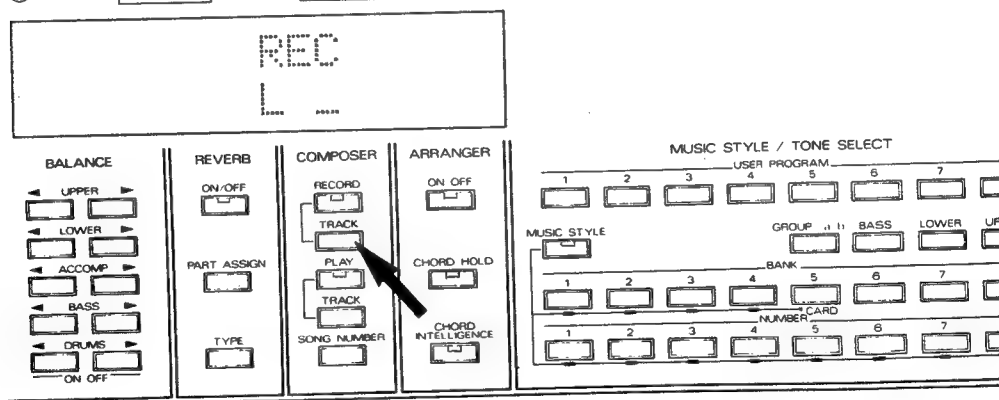 REC
L _
BALANCE
◄ UPPER ►
◄ LOWER ►
◄ ACCOMP ►
◄ BASS ►
◄ DRUMS ►
ON OFF
REVERB
ON/OFF
PART ASSIGN
TYPE
COMPOSER
RECORD
TRACK
PLAY
TRACK
SONG NUMBER
ARRANGER
ON OFF
CHORD HOLD
CHORD
INTELLIGENCE
MUSIC STYLE / TONE SELECT
USER PROGRAM
1 2 3 4 5 6 7
MUSIC STYLE
GROUP BASS LOWER
BANK
1 2 3 4 5 6 7
CARD
NUMBER
1 2 3 4 5 6 7